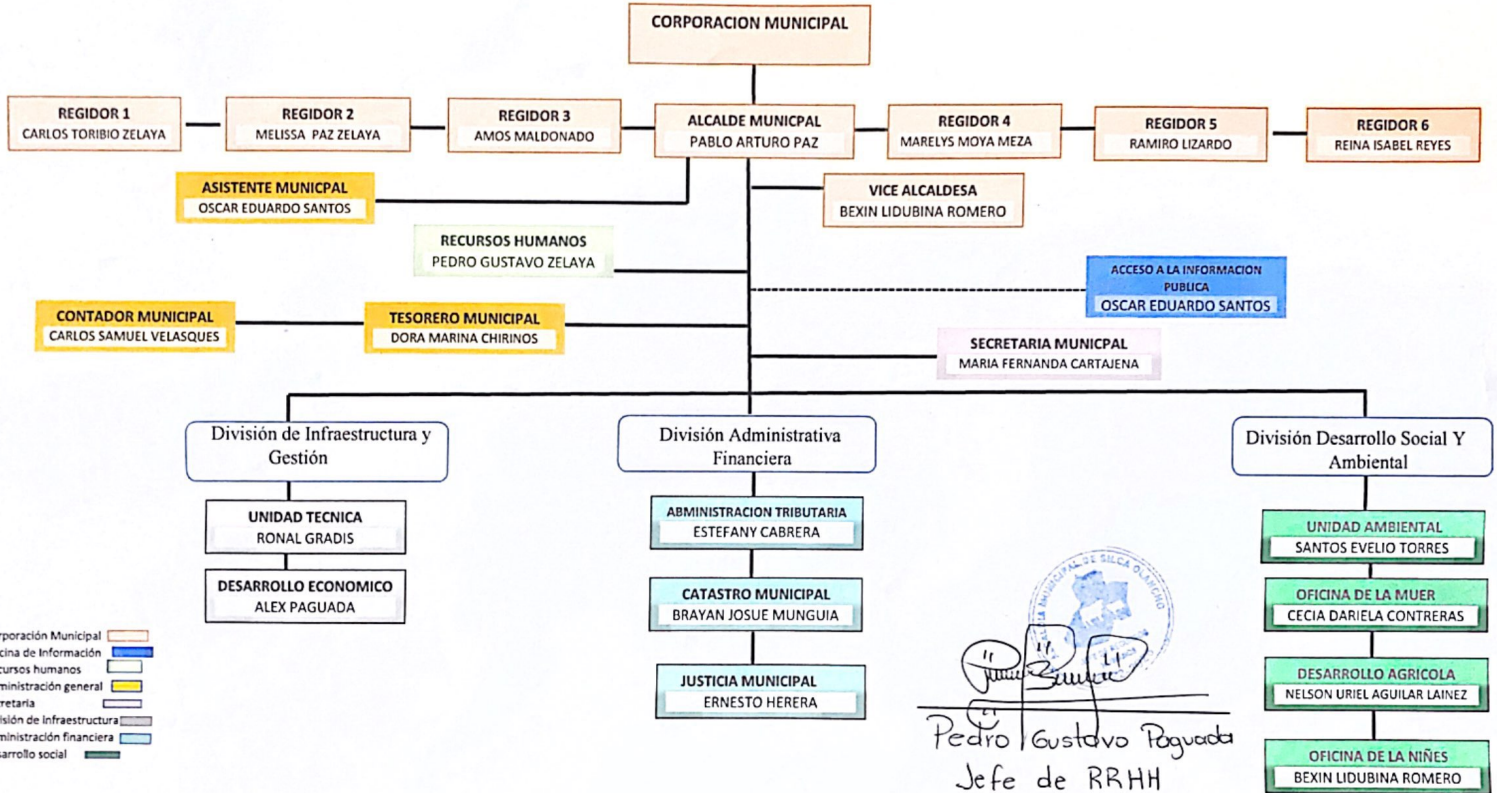 CORPORACION MUNICIPAL
REGIDOR 1
CARLOS TORIBIO ZELAYA
REGIDOR 2
MELISSA PAZ ZELAYA
REGIDOR 3
AMOS MALDONADO
ALCALDE MUNICPAL
PABLO ARTURO PAZ
REGIDOR 4
MARELYS MOYA MEZA
REGIDOR 5
RAMIRO LIZARDO
REGIDOR 6
REINA ISABEL REYES
ASISTENTE MUNICPAL
OSCAR EDUARDO SANTOS
VICE ALCALDESA
BEXIN LIDUBINA ROMERO
RECURSOS HUMANOS
PEDRO GUSTAVO ZELAYA
ACCESO A LA INFORMACION
PUBLICA
OSCAR EDUARDO SANTOS
CONTADOR MUNICIPAL
CARLOS SAMUEL VELASQUES
TESORERO MUNICIPAL
DORA MARINA CHIRINOS
SECRETARIA MUNICPAL
MARIA FERNANDA CARTAJENA
División de Infraestructura y
Gestión
División Administrativa
Financiera
División Desarrollo Social Y
Ambiental
UNIDAD TECNICA
RONAL GRADIS
DESARROLLO ECONOMICO
ALEX PAGUADA
ABMINISTRACION TRIBUTARIA
ESTEFANY CABRERA
CATASTRO MUNICIPAL
BRAYAN JOSUE MUNGUIA
JUSTICIA MUNICIPAL
ERNESTO HERERA
UNIDAD AMBIENTAL
SANTOS EVELIO TORRES
OFICINA DE LA MUER
CECIA DARIELA CONTRERAS
DESARROLLO AGRICOLA
NELSON URIEL AGUILAR LAINEZ
OFICINA DE LA NIÑES
BEXIN LIDUBINA ROMERO
rporación Municipal
cina de Información
cursos humanos
ministración general
cretaria
isión de Infraestructura
ministración financiera
sarrollo social
MUNICIPAL DE SILCA OLANCHO
Pedro Gustavo Paguada
Jefe de RRHH